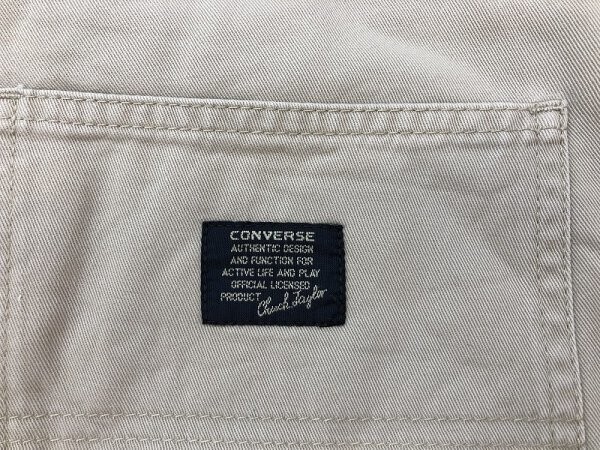 CONVERSE
AUTHENTIC DESIGN
AND FUNCTION FOR
ACTIVE LIFE AND PLAY
OFFICIAL LICENSED
PRODUCT Chuck Taylor